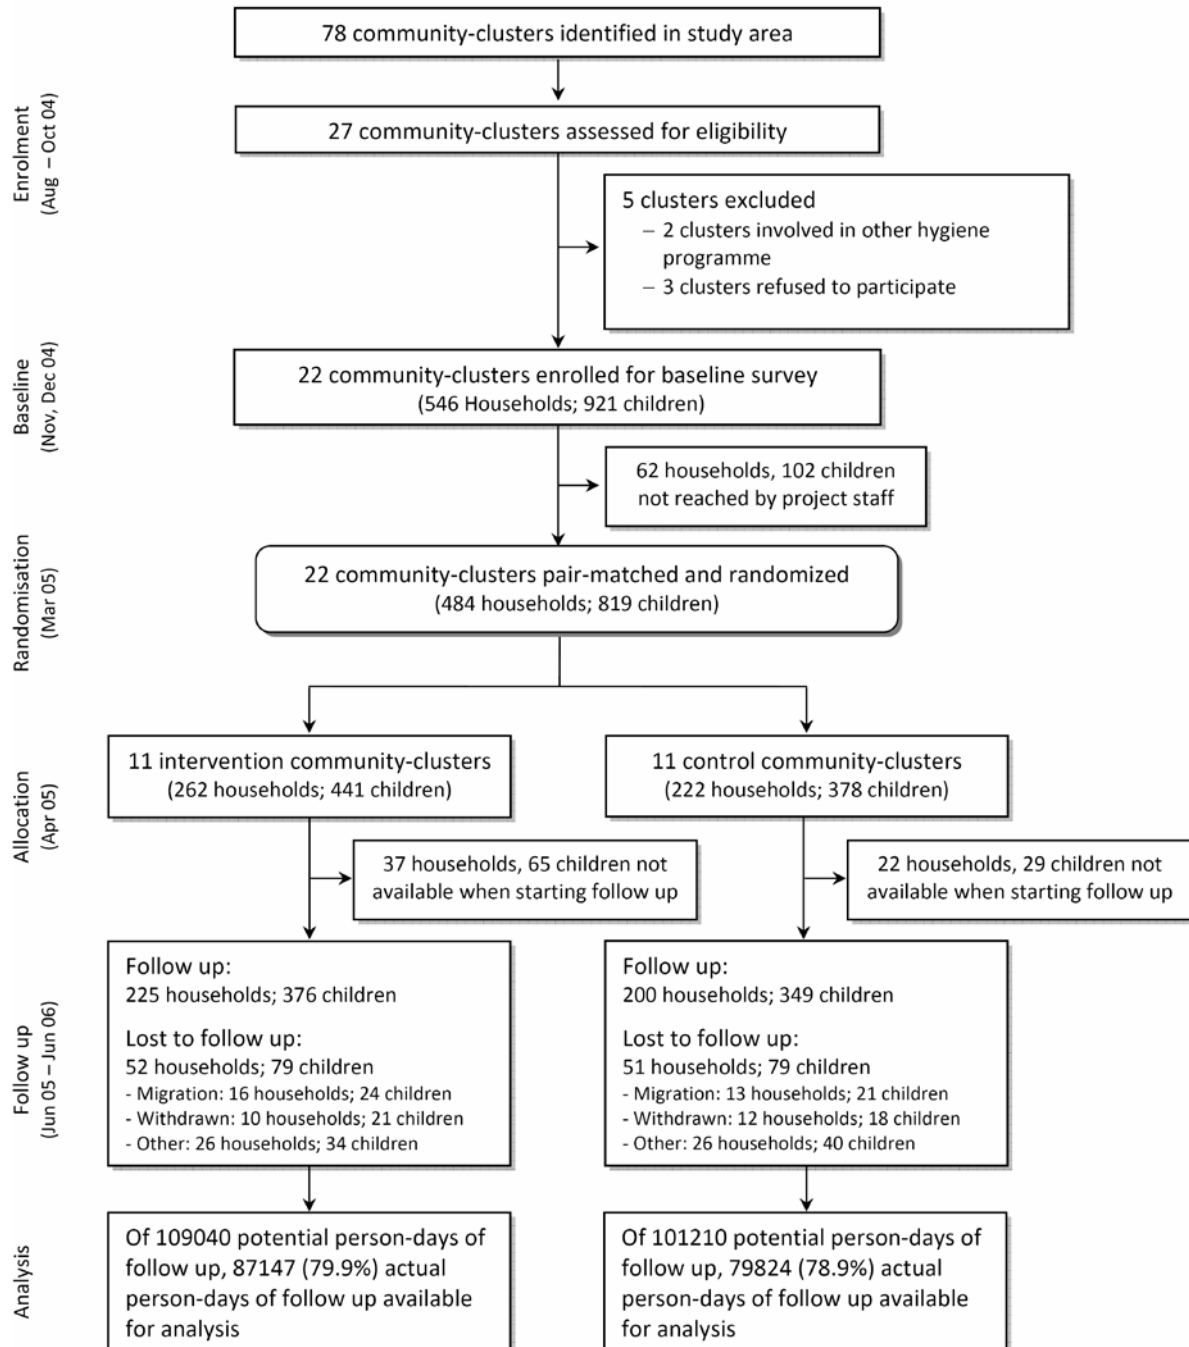 78 community-clusters identified in study area
Enrolment
(Aug – Oct 04)
27 community-clusters assessed for eligibility
5 clusters excluded
– 2 clusters involved in other hygiene
programme
– 3 clusters refused to participate
Baseline
(Nov, Dec 04)
22 community-clusters enrolled for baseline survey
(546 Households; 921 children)
62 households, 102 children
not reached by project staff
Randomisation
(Mar 05)
22 community-clusters pair-matched and randomized
(484 households; 819 children)
Allocation
(Apr 05)
11 intervention community-clusters
(262 households; 441 children)
11 control community-clusters
(222 households; 378 children)
37 households, 65 children not
available when starting follow up
22 households, 29 children not
available when starting follow up
Follow up
(Jun 05 – Jun 06)
Follow up:
225 households; 376 children
Lost to follow up:
52 households; 79 children
- Migration: 16 households; 24 children
- Withdrawn: 10 households; 21 children
- Other: 26 households; 34 children
Follow up:
200 households; 349 children
Lost to follow up:
51 households; 79 children
- Migration: 13 households; 21 children
- Withdrawn: 12 households; 18 children
- Other: 26 households; 40 children
Analysis
Of 109040 potential person-days of
follow up, 87147 (79.9%) actual
person-days of follow up available
for analysis
Of 101210 potential person-days of
follow up, 79824 (78.9%) actual
person-days of follow up available
for analysis